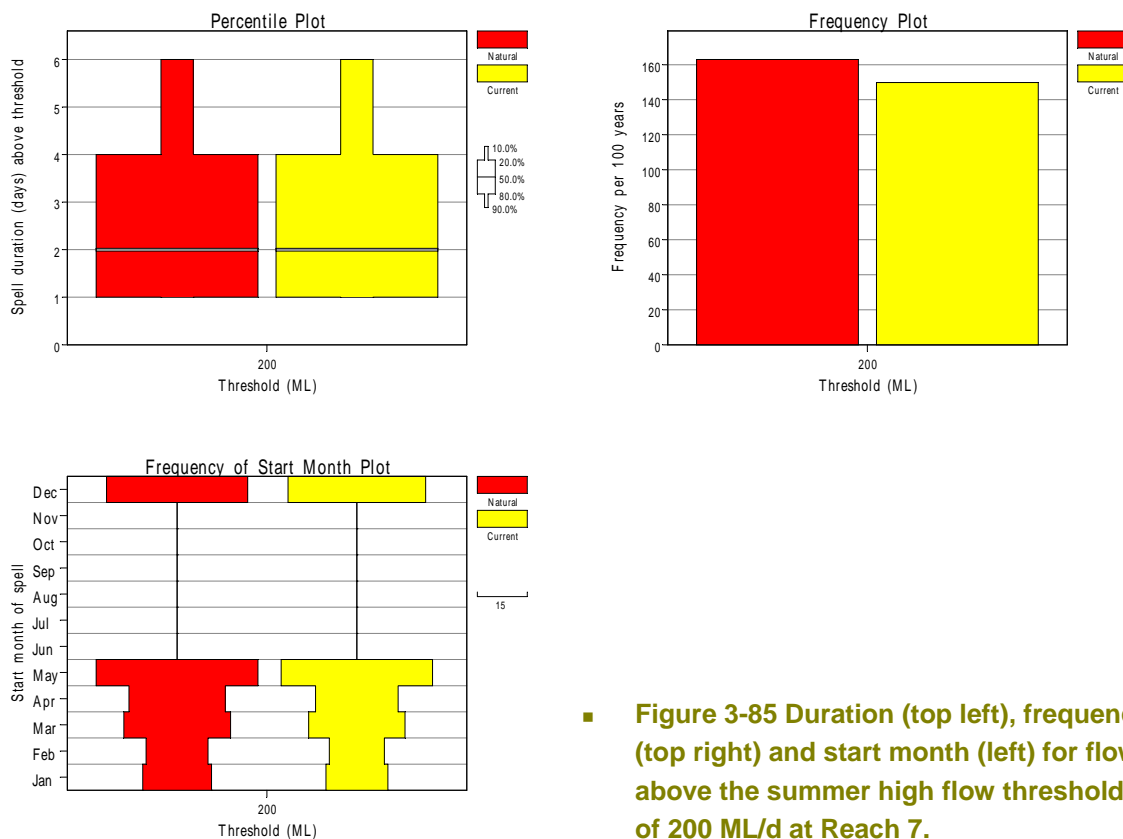 Percentile Plot
Spell duration (days) above threshold
6
5
4
3
2
1
0
200
Threshold (ML)
Natural
Current
10.0%
20.0%
50.0%
80.0%
90.0%
Frequency Plot
Frequency per 100 years
160
140
120
100
80
60
40
20
0
200
Threshold (ML)
Natural
Current
Frequency of Start Month Plot
Start month of spell
Dec
Nov
Oct
Sep
Aug
Jul
Jun
May
Apr
Mar
Feb
Jan
200
Threshold (ML)
Natural
Current
15
▪ Figure 3-85 Duration (top left), frequenc
(top right) and start month (left) for flow
above the summer high flow threshold
of 200 ML/d at Reach 7.